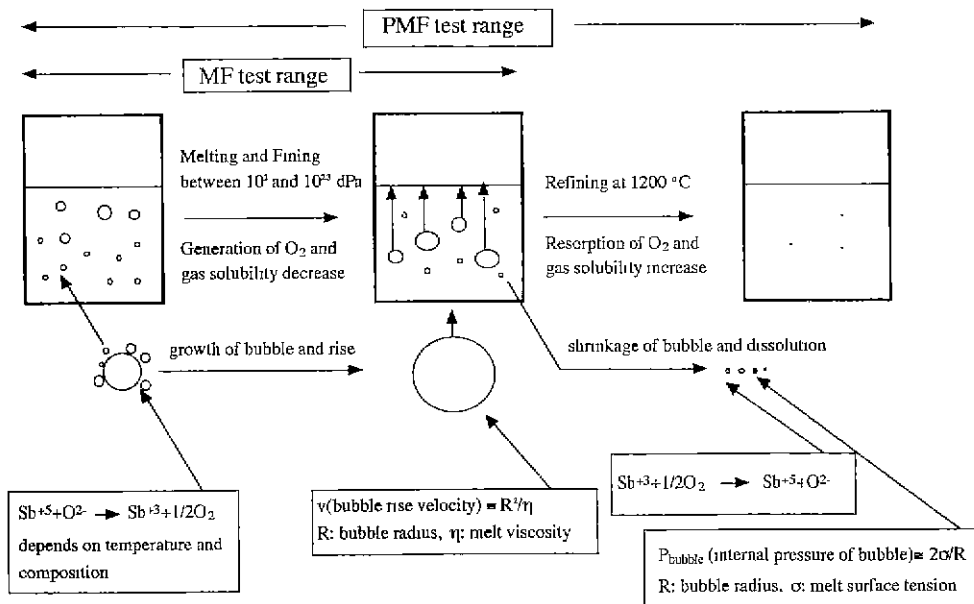 PMF test range
MF test range
Melting and Fining
between 10³ and 10²·³ dPn
Generation of O₂ and
gas solubility decrease
Refining at 1200 °C
Resorption of O₂ and
gas solubility increase
growth of bubble and rise
shrinkage of bubble and dissolution
Sb⁺⁵+O²⁻ → Sb⁺³+1/2O₂
depends on temperature and
composition
v(bubble rise velocity) ≡ R²/η
R: bubble radius, η: melt viscosity
Sb⁺³+1/2O₂ → Sb⁺⁵+O²⁻
P_bubble (internal pressure of bubble)≡ 2σ/R
R: bubble radius, σ: melt surface tension